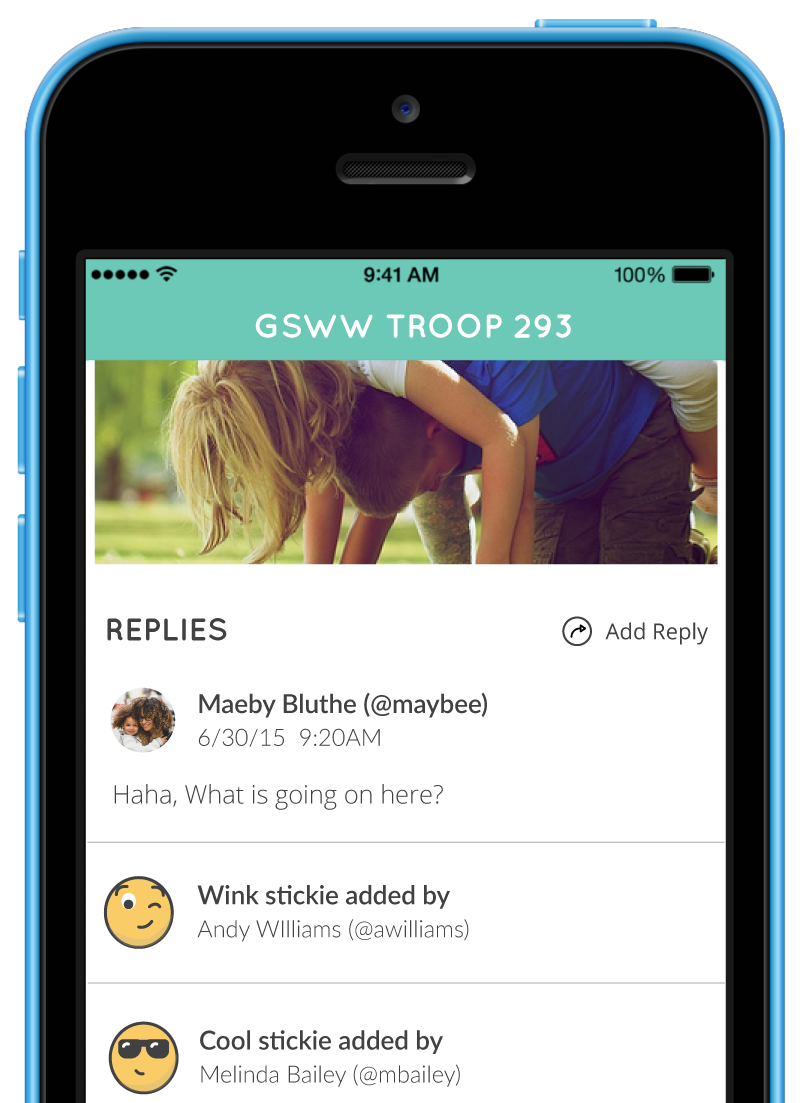 9:41 AM
100%
GSWW TROOP 293
REPLIES
Add Reply
Maeby Bluthe (@maybee)
6/30/15 9:20AM
Haha, What is going on here?
Wink stickie added by
Andy WIlliams (@awilliams)
Cool stickie added by
Melinda Bailey (@mbailey)